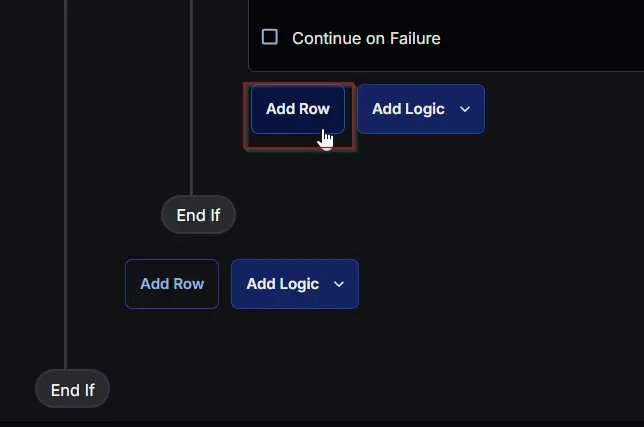 Continue on Failure
Add Row Add Logic
End If
Add Row Add Logic
End If